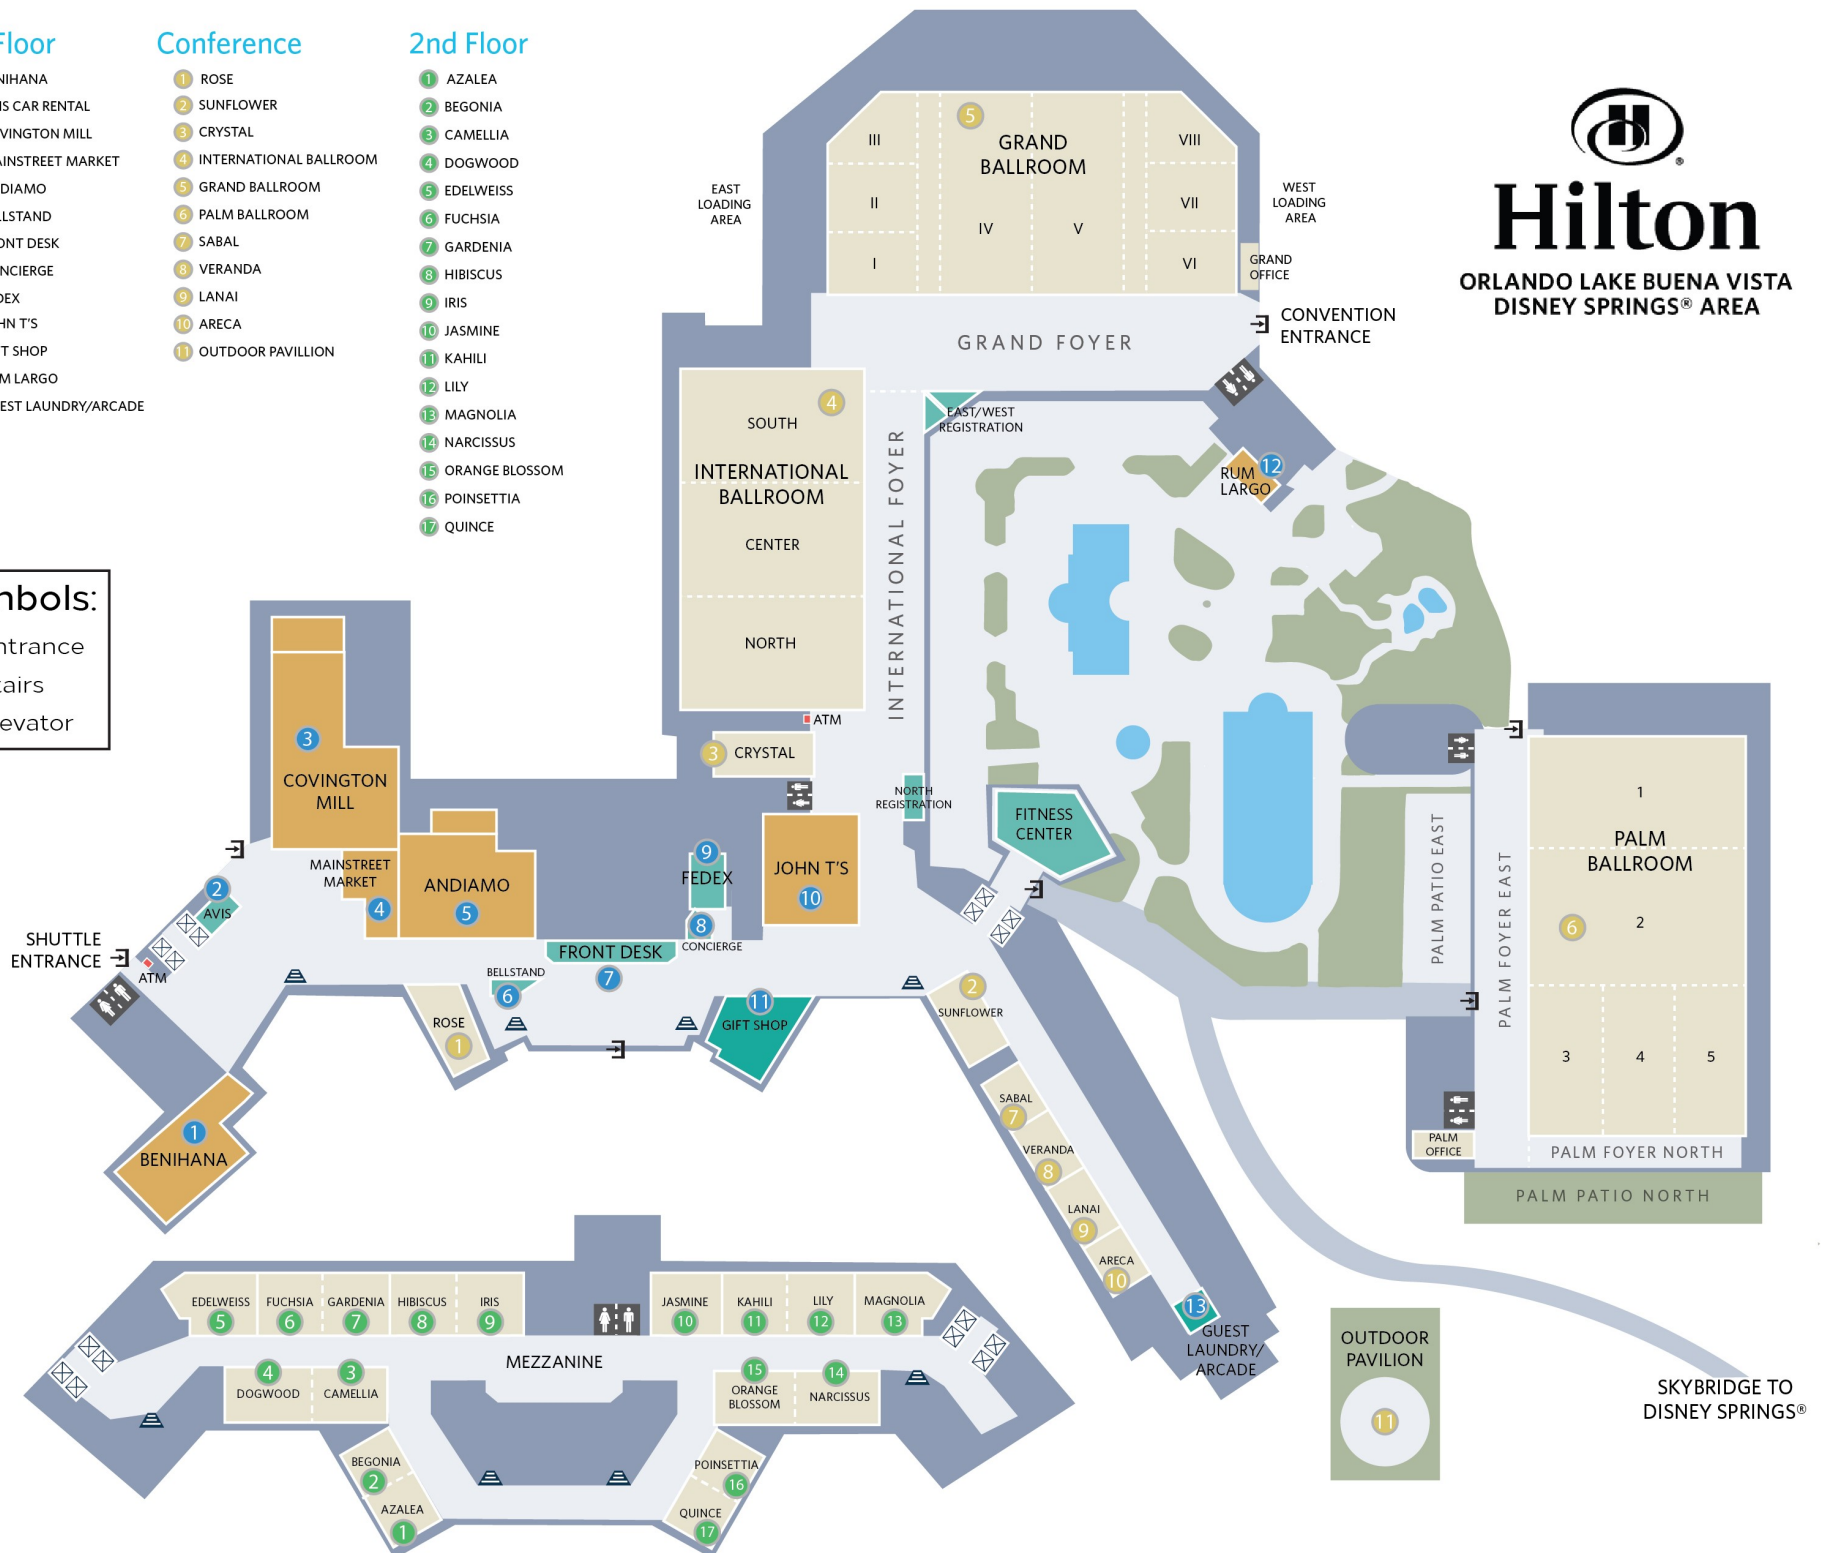 Floor
NIHANA
IS CAR RENTAL
VINGTON MILL
AINSTREET MARKET
DIAMO
LLSTAND
ONT DESK
NCIERGE
DEX
HN T'S
T SHOP
M LARGO
EST LAUNDRY/ARCADE
Conference
1 ROSE
2 SUNFLOWER
3 CRYSTAL
4 INTERNATIONAL BALLROOM
5 GRAND BALLROOM
6 PALM BALLROOM
7 SABAL
8 VERANDA
9 LANAI
10 ARECA
11 OUTDOOR PAVILLION
2nd Floor
1 AZALEA
2 BEGONIA
3 CAMELLIA
4 DOGWOOD
5 EDELWEISS
6 FUCHSIA
7 GARDENIA
8 HIBISCUS
9 IRIS
10 JASMINE
11 KAHILI
12 LILY
13 MAGNOLIA
14 NARCISSUS
15 ORANGE BLOSSOM
16 POINSETTIA
17 QUINCE
mbols:
ntrance
tairs
levator
H
Hilton
ORLANDO LAKE BUENA VISTA
DISNEY SPRINGS® AREA
EAST
LOADING
AREA
III
II
I
5
GRAND
BALLROOM
IV
V
VIII
VII
VI
WEST
LOADING
AREA
GRAND
OFFICE
GRAND FOYER
CONVENTION
ENTRANCE
4
SOUTH
INTERNATIONAL
BALLROOM
CENTER
NORTH
INTERNATIONAL FOYER
EAST/WEST
REGISTRATION
12
RUM
LARGO
ATM
3 CRYSTAL
NORTH
REGISTRATION
FITNESS
CENTER
3
COVINGTON
MILL
MAINSTREET
MARKET
4
ANDIAMO
5
9
FEDEX
8
CONCIERGE
JOHN T'S
10
2
AVIS
SHUTTLE
ENTRANCE
ATM
FRONT DESK
7
BELLSTAND
6
ROSE
1
11
GIFT SHOP
2
SUNFLOWER
1
BENIHANA
SABAL
7
VERANDA
8
LANAI
9
ARECA
10
13
GUEST
LAUNDRY/
ARCADE
PALM PATIO EAST
PALM FOYER EAST
1
PALM
BALLROOM
6
2
3
4
5
PALM
OFFICE
PALM FOYER NORTH
PALM PATIO NORTH
OUTDOOR
PAVILION
11
SKYBRIDGE TO
DISNEY SPRINGS®
EDELWEISS
5
FUCHSIA
6
GARDENIA
7
HIBISCUS
8
IRIS
9
JASMINE
10
KAHILI
11
LILY
12
MAGNOLIA
13
MEZZANINE
4
DOGWOOD
3
CAMELLIA
15
ORANGE
BLOSSOM
14
NARCISSUS
BEGONIA
2
AZALEA
1
POINSETTIA
16
QUINCE
17